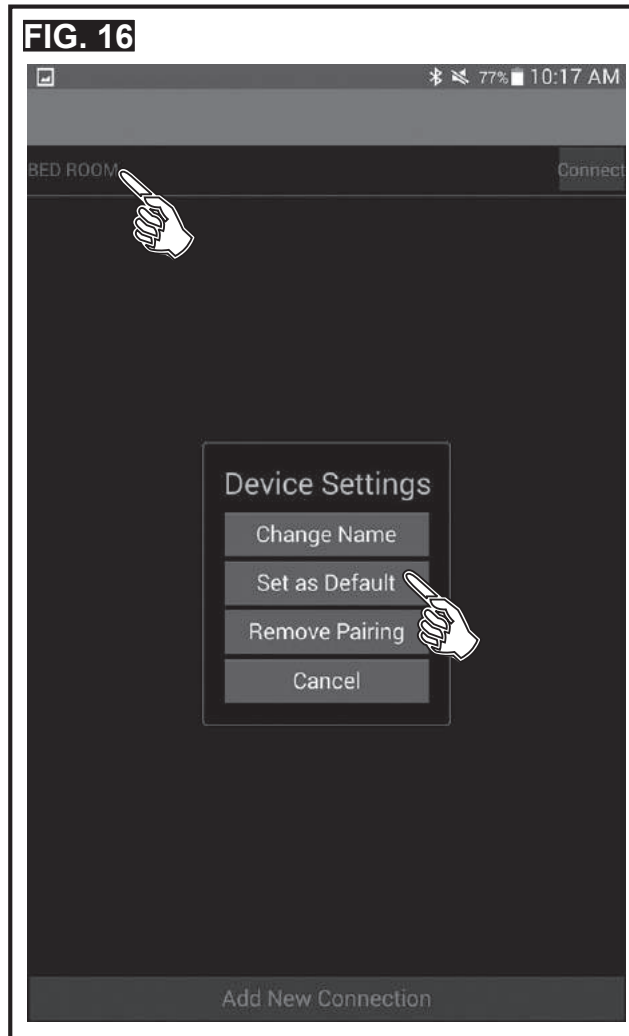 FIG. 16
77% 10:17 AM
BED ROOM Connect
Device Settings
Change Name
Set as Default
Remove Pairing
Cancel
Add New Connection